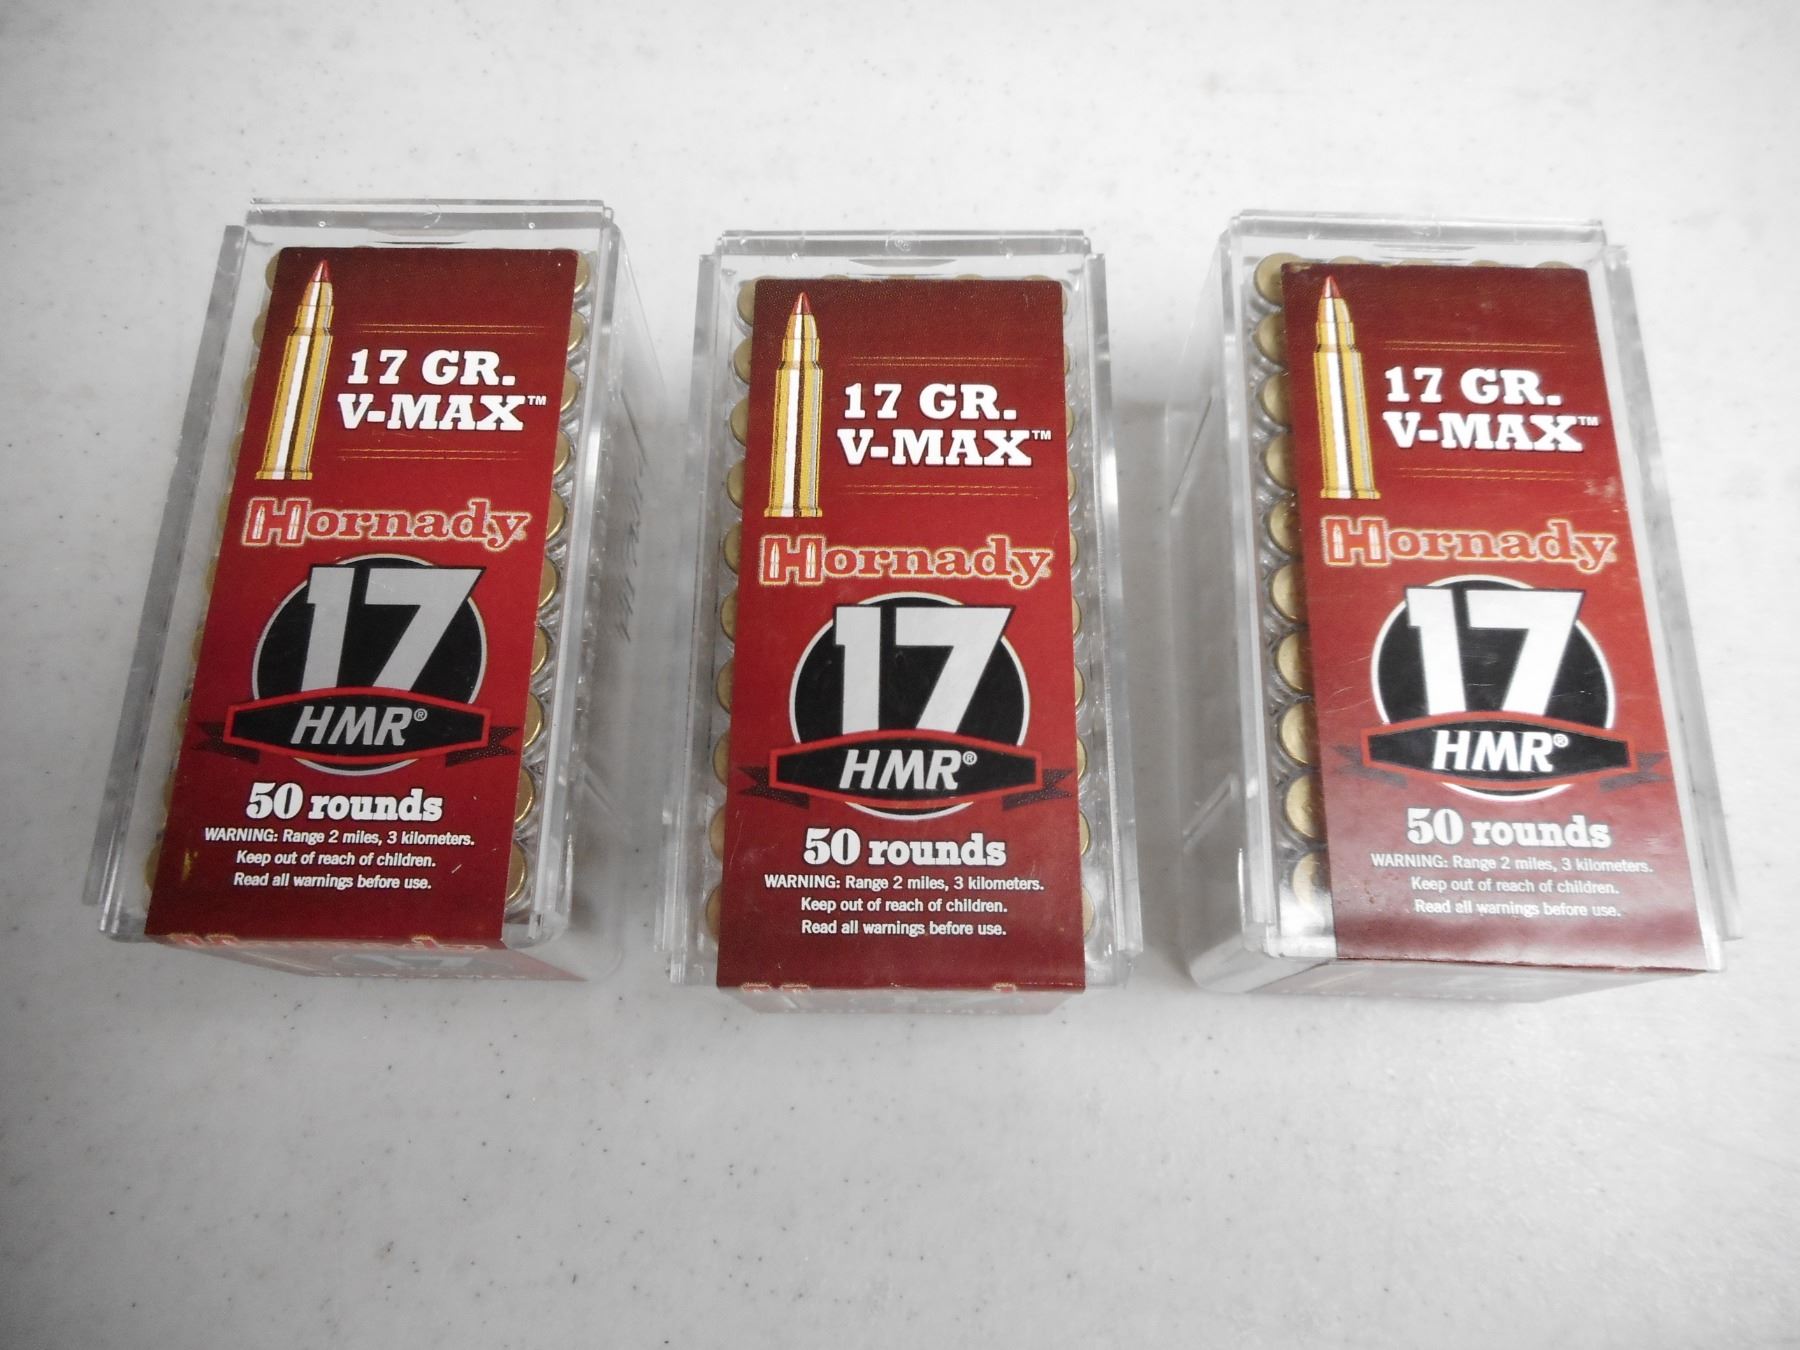 17 GR.
V-MAX™
Hornady
17
HMR®
50 rounds
WARNING: Range 2 miles, 3 kilometers.
Keep out of reach of children.
Read all warnings before use.
17 GR.
V-MAX™
Hornady
17
HMR®
50 rounds
WARNING: Range 2 miles, 3 kilometers.
Keep out of reach of children.
Read all warnings before use.
17 GR.
V-MAX™
Hornady
17
HMR®
50 rounds
WARNING: Range 2 miles, 3 kilometers.
Keep out of reach of children.
Read all warnings before use.